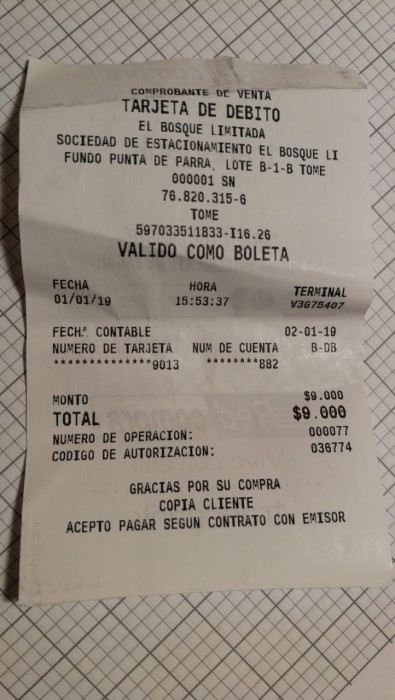 COMPROBANTE DE VENTA
TARJETA DE DEBITO
EL BOSQUE LIMITADA
SOCIEDAD DE ESTACIONAMIENTO EL BOSQUE LI
FUNDO PUNTA DE PARRA, LOTE B-1-B TOME
000001 SN
76.820.315-6
TOME
597033511833-I16.26
VALIDO COMO BOLETA
FECHA HORA TERMINAL
01/01/19 15:53:37 V3G75407
FECHA CONTABLE 02-01-19
NUMERO DE TARJETA NUM DE CUENTA B-DB
**************9013 ********882
MONTO $9.000
TOTAL $9.000
NUMERO DE OPERACION: 000077
CODIGO DE AUTORIZACION: 036774
GRACIAS POR SU COMPRA
COPIA CLIENTE
ACEPTO PAGAR SEGUN CONTRATO CON EMISOR